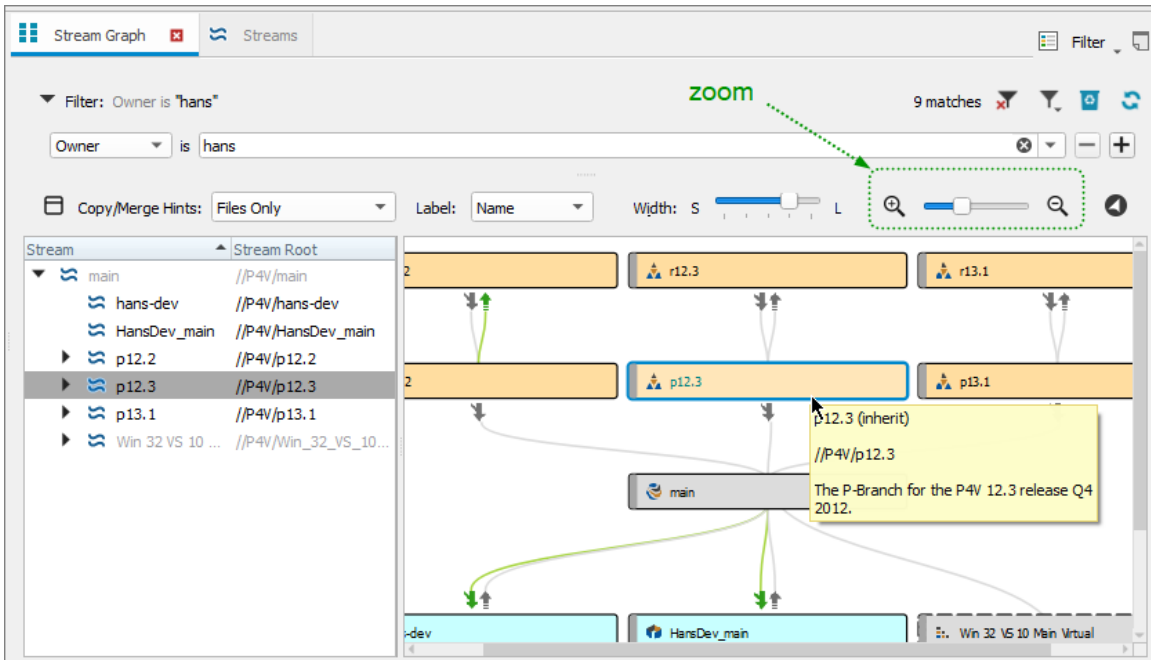 Stream Graph Streams Filter
zoom
Filter: Owner is "hans" 9 matches
Owner is hans
Copy/Merge Hints: Files Only Label: Name Width: S L
Stream Stream Root
main //P4V/main
hans-dev //P4V/hans-dev
HansDev_main //P4V/HansDev_main
p12.2 //P4V/p12.2
p12.3 //P4V/p12.3
p13.1 //P4V/p13.1
Win 32 VS 10 ... //P4V/Win_32_VS_10...
2 r12.3 r13.1
2 p12.3 p13.1
p12.3 (inherit)
//P4V/p12.3
The P-Branch for the P4V 12.3 release Q4
2012.
main
s-dev HansDev_main Win 32 VS 10 Main Virtual